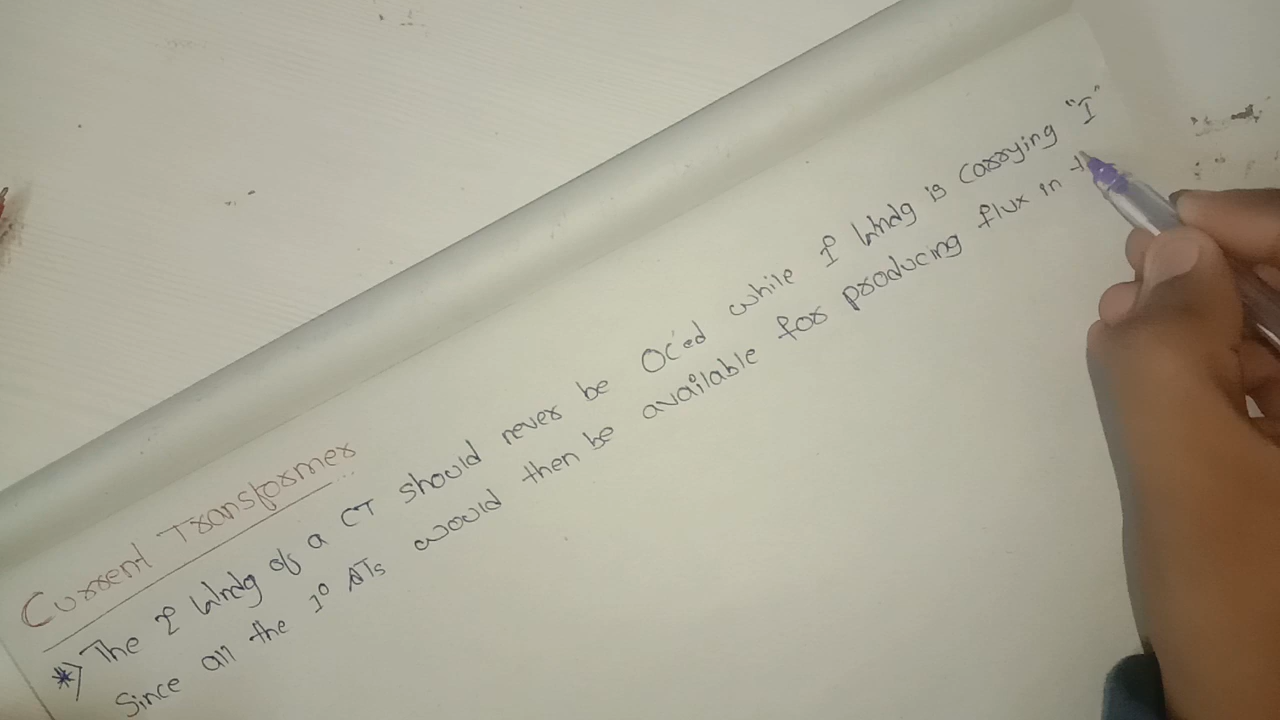 Current Transformer
*) The 2° Wndg of a CT should never be OC'ed while 1° Wndg is carrying "I"
Since all the 1° ATs would then be available for producing flux in